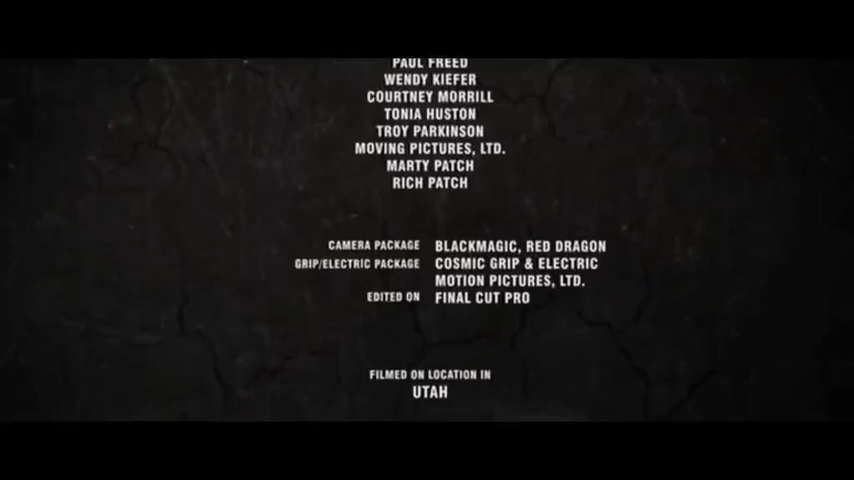 PAUL FREED
WENDY KIEFER
COURTNEY MORRILL
TONIA HUSTON
TROY PARKINSON
MOVING PICTURES, LTD.
MARTY PATCH
RICH PATCH
CAMERA PACKAGE BLACKMAGIC, RED DRAGON
GRIP/ELECTRIC PACKAGE COSMIC GRIP & ELECTRIC
MOTION PICTURES, LTD.
EDITED ON FINAL CUT PRO
FILMED ON LOCATION IN
UTAH